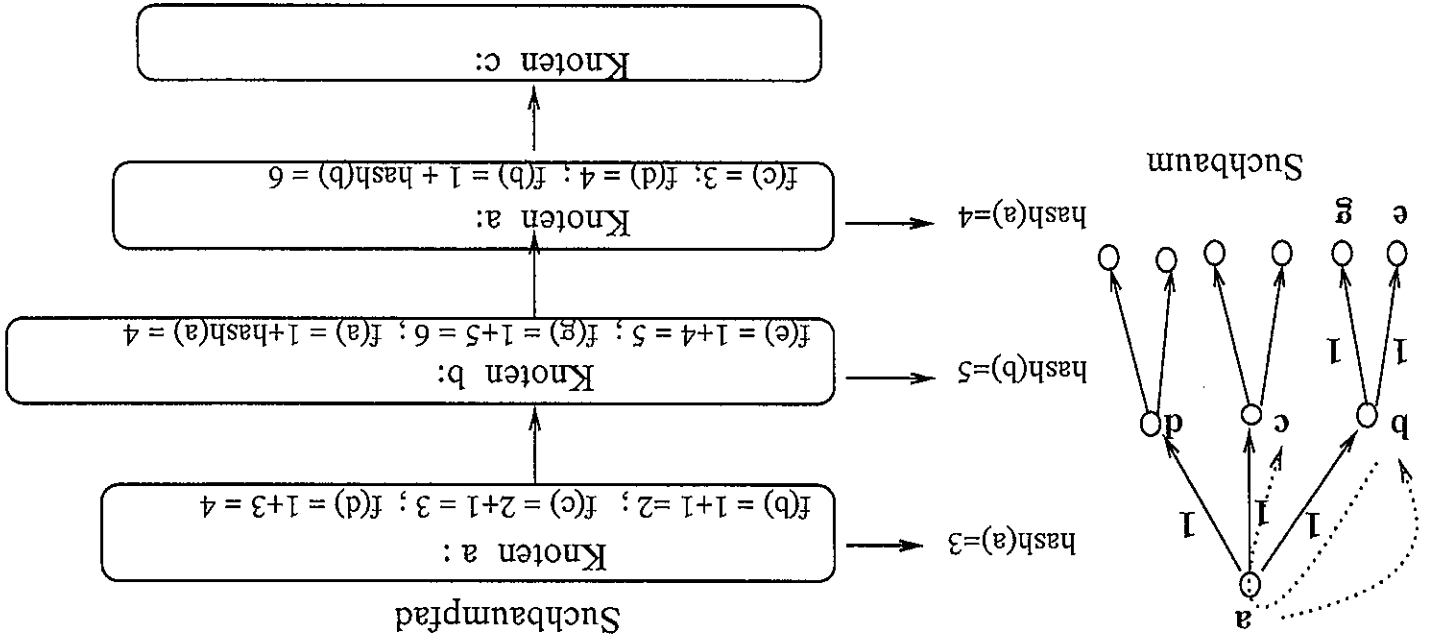 a
1 1 1
b c d
1 1
e g
Suchbaum
hash(a)=3
hash(b)=5
hash(a)=4
Suchbaumpfad
Knoten a :
f(b) = 1+1 =2 ; f(c) = 2+1 = 3 ; f(d) = 1+3 = 4
Knoten b:
f(e) = 1+4 = 5 ; f(g) = 1+5 = 6 ; f(a) = 1+hash(a) = 4
Knoten a:
f(c) = 3; f(d) = 4 ; f(b) = 1 + hash(b) = 6
Knoten c: